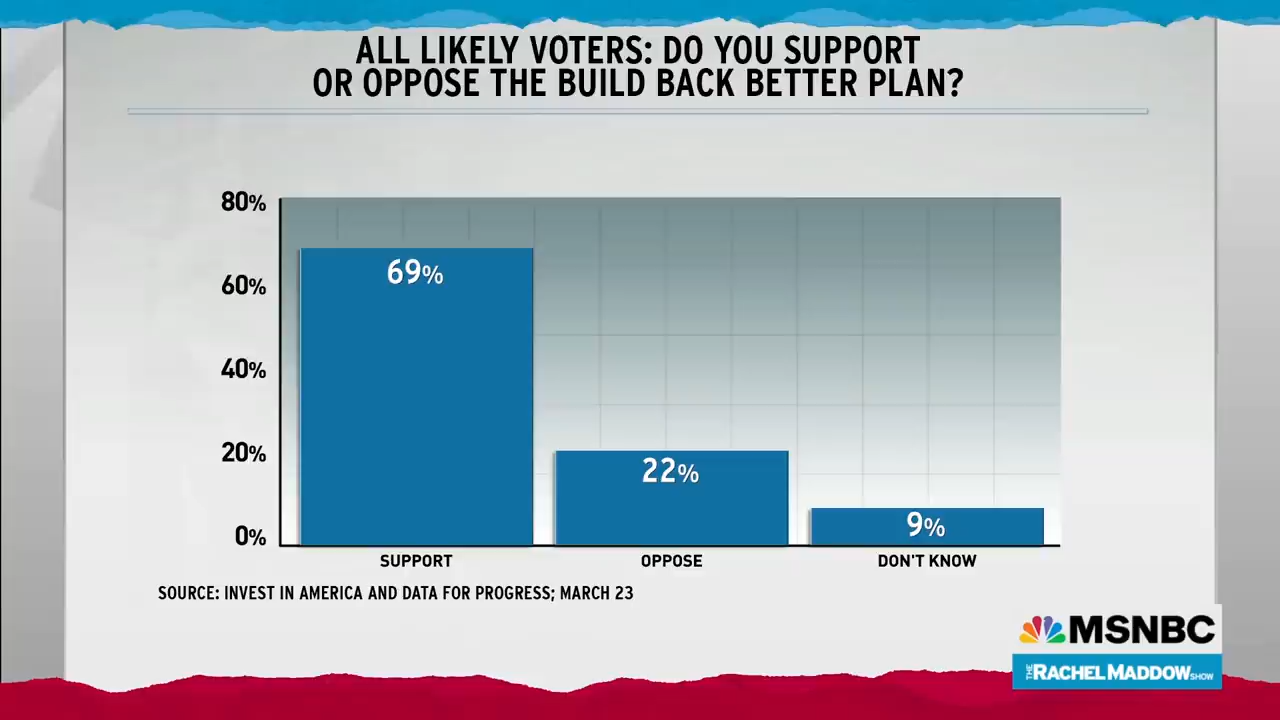 ALL LIKELY VOTERS: DO YOU SUPPORT
OR OPPOSE THE BUILD BACK BETTER PLAN?
80%
60%
40%
20%
0%
69%
22%
9%
SUPPORT
OPPOSE
DON'T KNOW
SOURCE: INVEST IN AMERICA AND DATA FOR PROGRESS; MARCH 23
MSNBC
THE RACHEL MADDOW SHOW